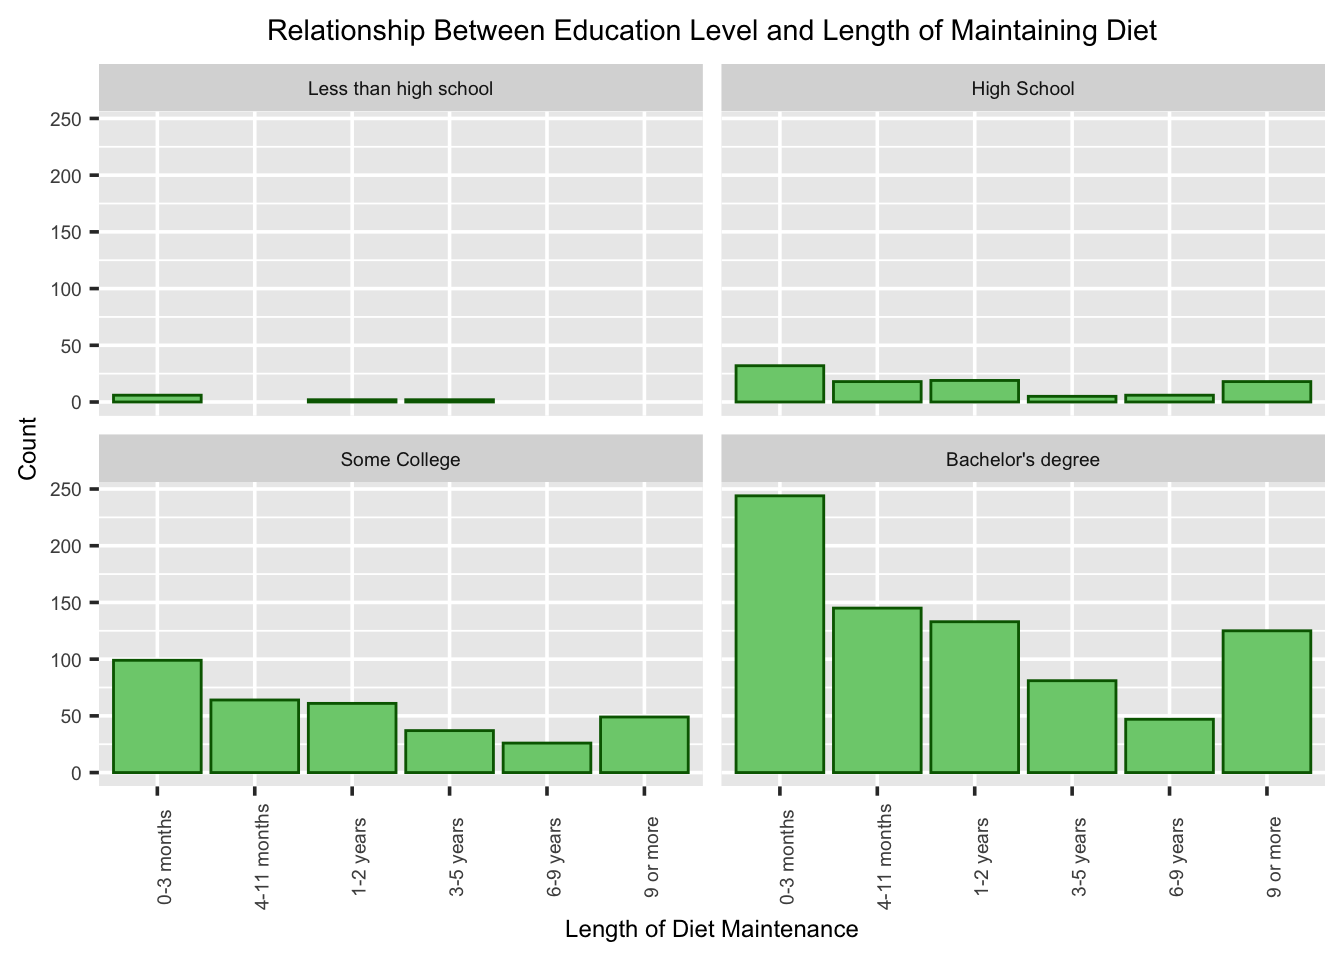 Relationship Between Education Level and Length of Maintaining Diet
Less than high school
High School
250
200
150
100
50
0
Some College
Bachelor's degree
250
200
150
100
50
0
Count
0-3 months
4-11 months
1-2 years
3-5 years
6-9 years
9 or more
0-3 months
4-11 months
1-2 years
3-5 years
6-9 years
9 or more
Length of Diet Maintenance